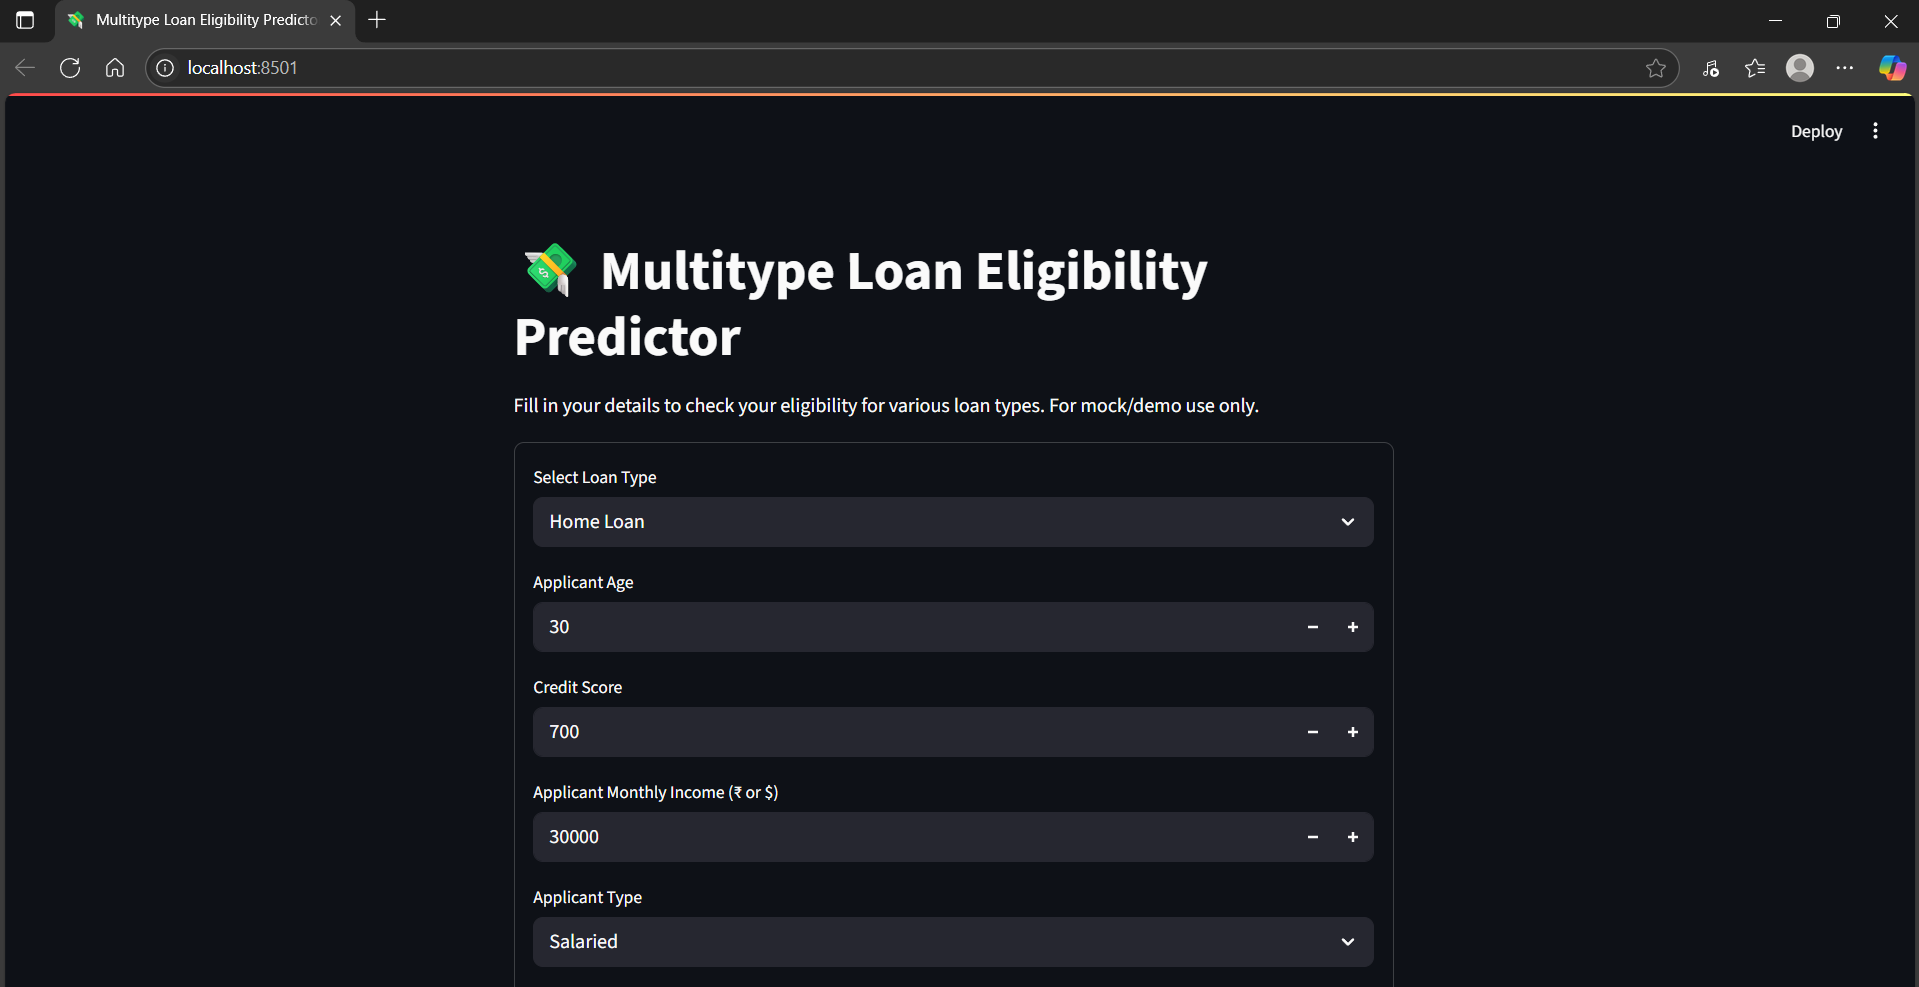 Multitype Loan Eligibility Predicto
localhost:8501
Deploy
Multitype Loan Eligibility
Predictor
Fill in your details to check your eligibility for various loan types. For mock/demo use only.
Select Loan Type
Home Loan
Applicant Age
30
Credit Score
700
Applicant Monthly Income (₹ or $)
30000
Applicant Type
Salaried